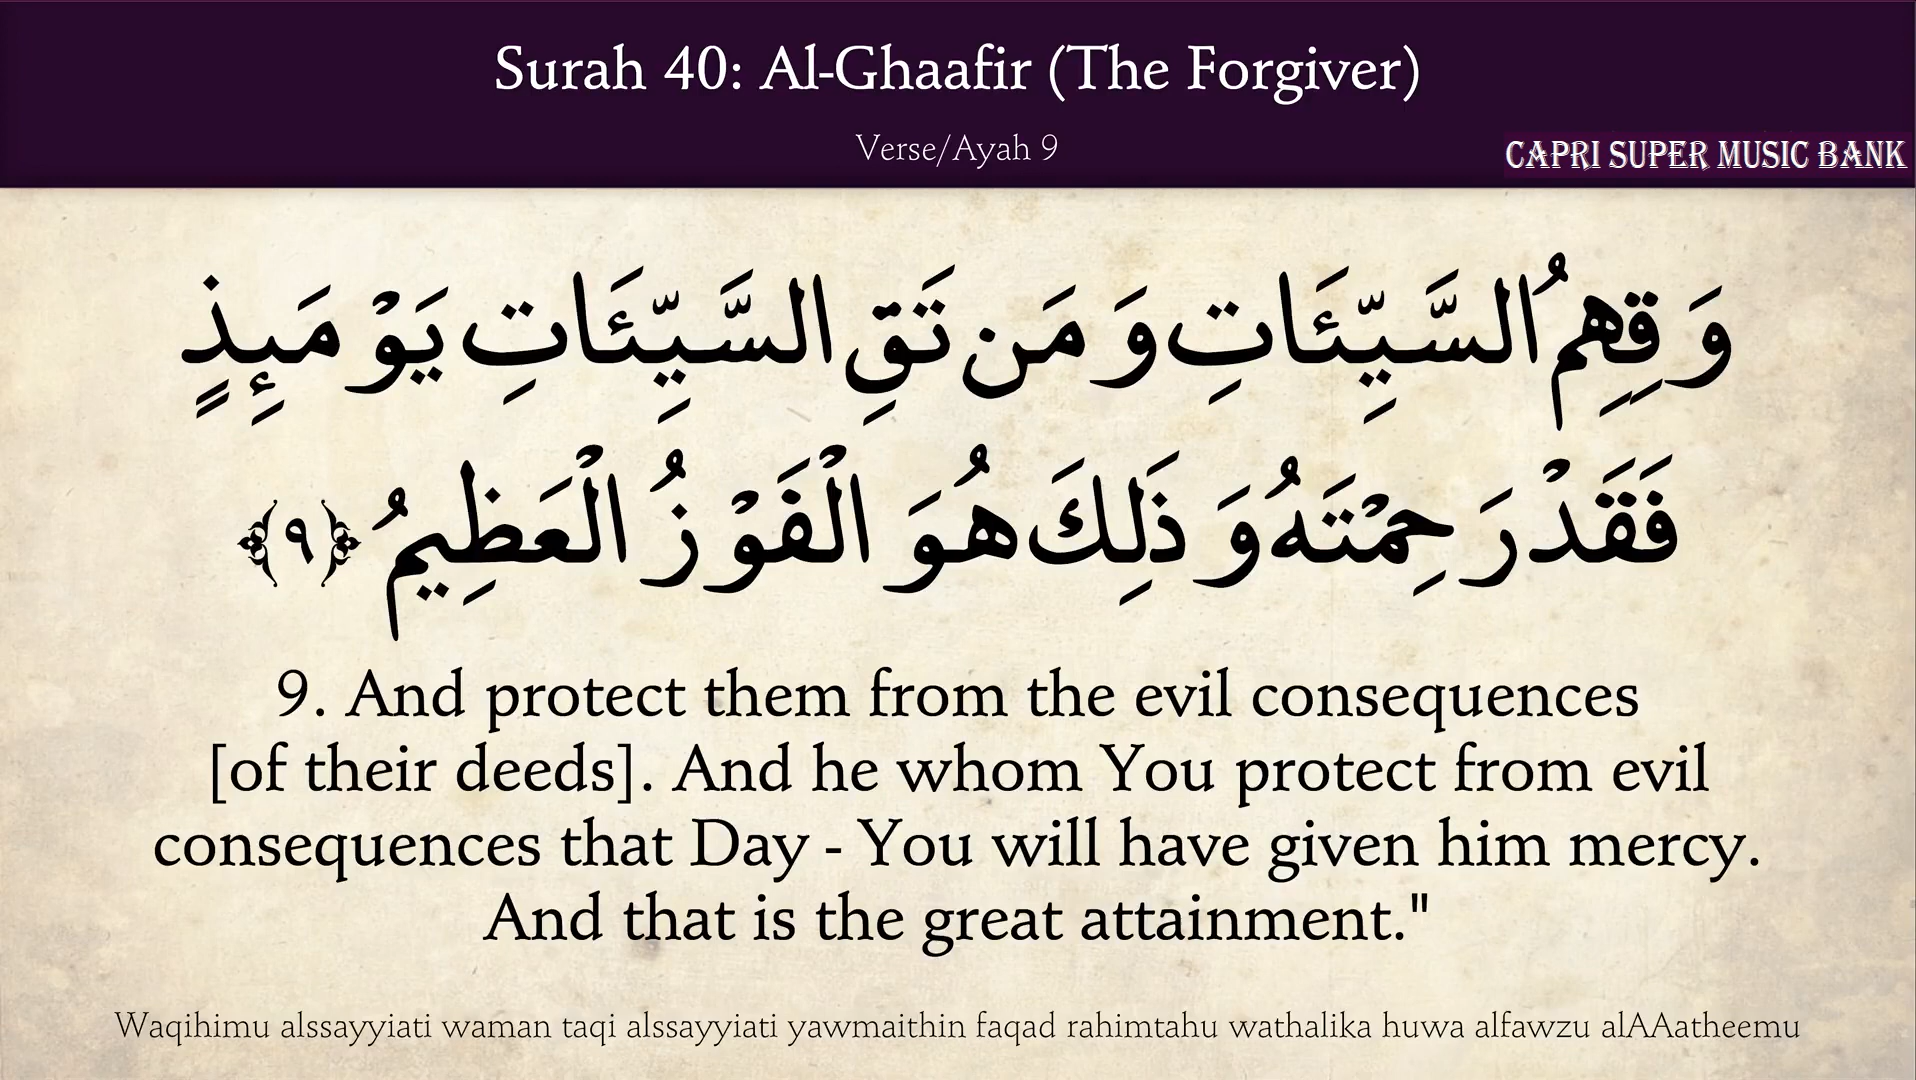 Surah 40: Al-Ghaafir (The Forgiver)
Verse/Ayah 9
CAPRI SUPER MUSIC BANK
وَقِهِمُ السَّيِّئَاتِ وَمَن تَقِ السَّيِّئَاتِ يَوْمَئِذٍ
فَقَدْ رَحِمْتَهُ وَذَلِكَ هُوَ الْفَوْزُ الْعَظِيمُ ﴿٩﴾
9. And protect them from the evil consequences
[of their deeds]. And he whom You protect from evil
consequences that Day - You will have given him mercy.
And that is the great attainment."
Waqihimu alssayyiati waman taqi alssayyiati yawmaithin faqad rahimtahu wathalika huwa alfawzu alAAatheemu